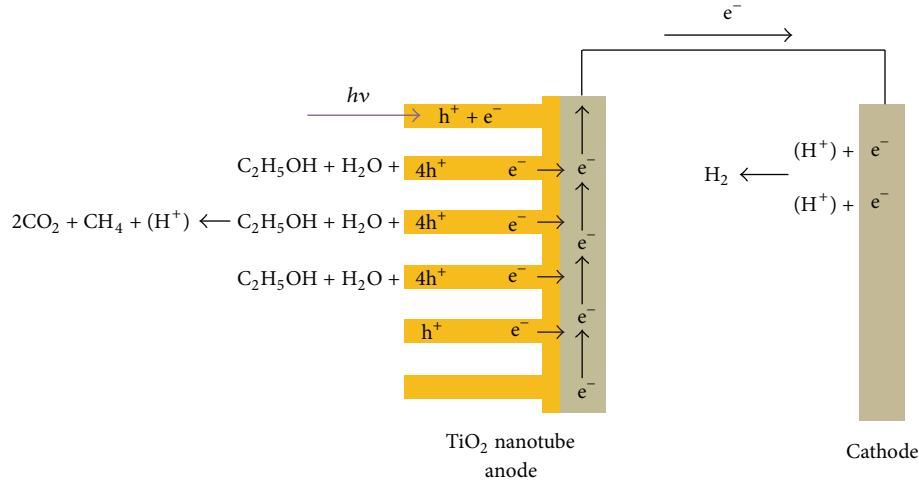 e⁻
hν
h⁺ + e⁻
C₂H₅OH + H₂O + 4h⁺ e⁻ e⁻
2CO₂ + CH₄ + (H⁺) ← C₂H₅OH + H₂O + 4h⁺ e⁻
e⁻
C₂H₅OH + H₂O + 4h⁺ e⁻
e⁻
h⁺ e⁻
e⁻
(H⁺) + e⁻
H₂ ←
(H⁺) + e⁻
TiO₂ nanotube
anode
Cathode